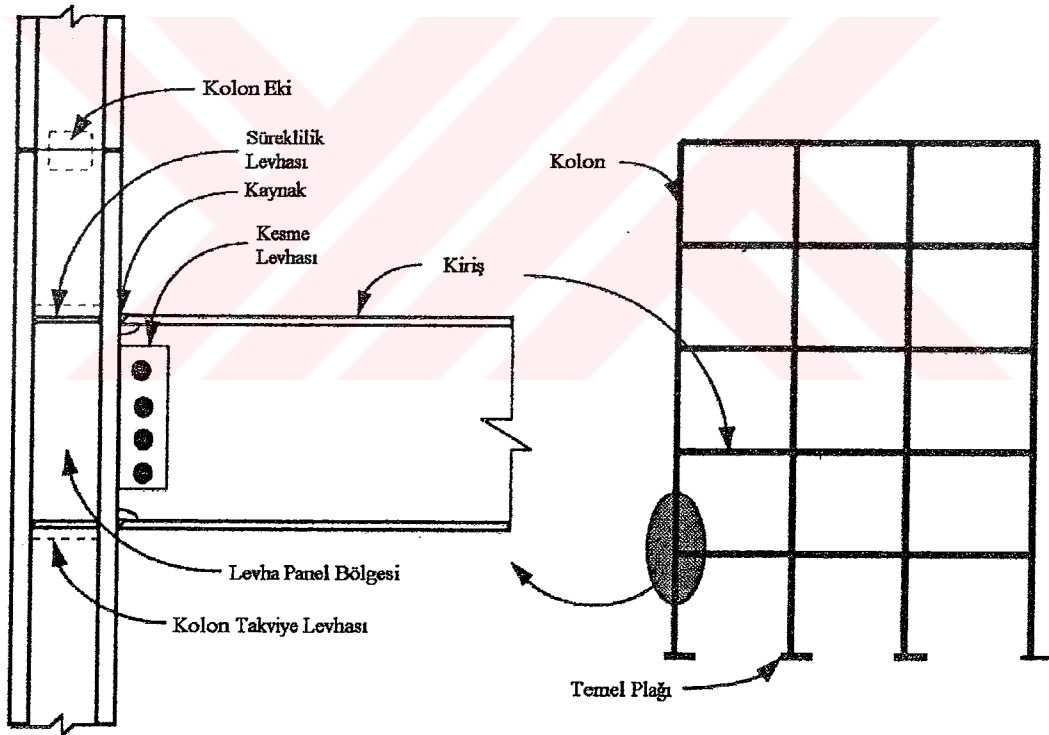 Kolon Eki
Süreklilik
Levhası
Kaynak
Kesme
Levhası
Kiriş
Kolon
Levha Panel Bölgesi
Kolon Takviye Levhası
Temel Plağı